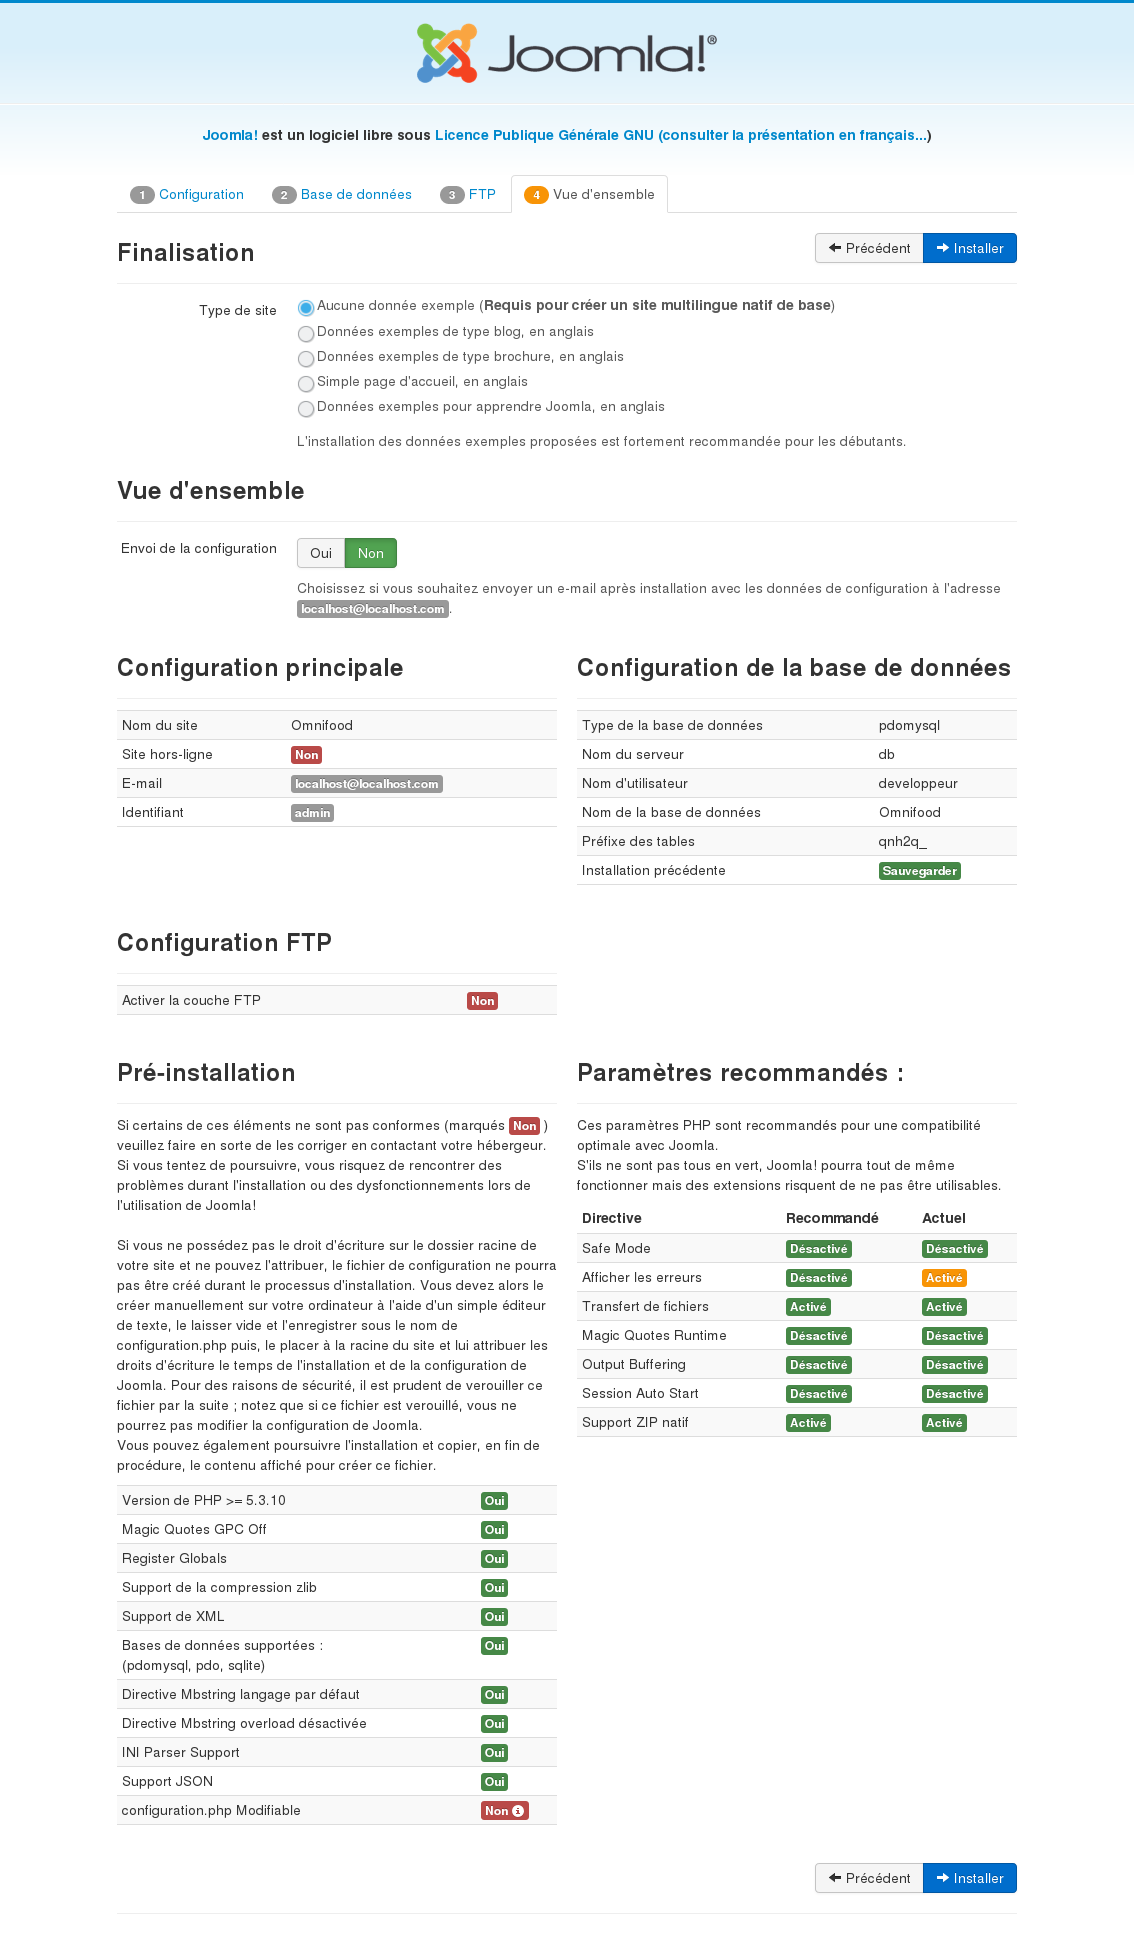 Joomla!®
Joomla! est un logiciel libre sous Licence Publique Générale GNU (consulter la présentation en français...)
1 Configuration 2 Base de données 3 FTP 4 Vue d'ensemble
Finalisation
Précédent Installer
Type de site
Aucune donnée exemple (Requis pour créer un site multilingue natif de base)
Données exemples de type blog, en anglais
Données exemples de type brochure, en anglais
Simple page d'accueil, en anglais
Données exemples pour apprendre Joomla, en anglais
L'installation des données exemples proposées est fortement recommandée pour les débutants.
Vue d'ensemble
Envoi de la configuration Oui Non
Choisissez si vous souhaitez envoyer un e-mail après installation avec les données de configuration à l'adresse
localhost@localhost.com.
Configuration principale
Nom du site Omnifood
Site hors-ligne Non
E-mail localhost@localhost.com
Identifiant admin
Configuration de la base de données
Type de la base de données pdomysql
Nom du serveur db
Nom d'utilisateur developpeur
Nom de la base de données Omnifood
Préfixe des tables qnh2q_
Installation précédente Sauvegarder
Configuration FTP
Activer la couche FTP Non
Pré-installation
Si certains de ces éléments ne sont pas conformes (marqués Non )
veuillez faire en sorte de les corriger en contactant votre hébergeur.
Si vous tentez de poursuivre, vous risquez de rencontrer des
problèmes durant l'installation ou des dysfonctionnements lors de
l'utilisation de Joomla!
Si vous ne possédez pas le droit d'écriture sur le dossier racine de
votre site et ne pouvez l'attribuer, le fichier de configuration ne pourra
pas être créé durant le processus d'installation. Vous devez alors le
créer manuellement sur votre ordinateur à l'aide d'un simple éditeur
de texte, le laisser vide et l'enregistrer sous le nom de
configuration.php puis, le placer à la racine du site et lui attribuer les
droits d'écriture le temps de l'installation et de la configuration de
Joomla. Pour des raisons de sécurité, il est prudent de verouiller ce
fichier par la suite ; notez que si ce fichier est verouillé, vous ne
pourrez pas modifier la configuration de Joomla.
Vous pouvez également poursuivre l'installation et copier, en fin de
procédure, le contenu affiché pour créer ce fichier.
Version de PHP >= 5.3.10 Oui
Magic Quotes GPC Off Oui
Register Globals Oui
Support de la compression zlib Oui
Support de XML Oui
Bases de données supportées : Oui
(pdomysql, pdo, sqlite)
Directive Mbstring langage par défaut Oui
Directive Mbstring overload désactivée Oui
INI Parser Support Oui
Support JSON Oui
configuration.php Modifiable Non
Paramètres recommandés :
Ces paramètres PHP sont recommandés pour une compatibilité
optimale avec Joomla.
S'ils ne sont pas tous en vert, Joomla! pourra tout de même
fonctionner mais des extensions risquent de ne pas être utilisables.
Directive Recommandé Actuel
Safe Mode Désactivé Désactivé
Afficher les erreurs Désactivé Activé
Transfert de fichiers Activé Activé
Magic Quotes Runtime Désactivé Désactivé
Output Buffering Désactivé Désactivé
Session Auto Start Désactivé Désactivé
Support ZIP natif Activé Activé
Précédent Installer